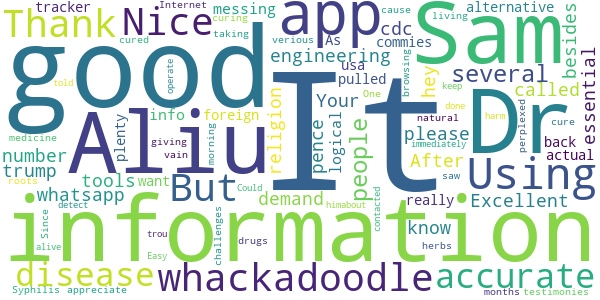 tracker
Internet
messing
cause
alternative
curing
living
Thank
Nice
app
cdc
As
commies
Sam
besides
cured
taking
verious
engineering
several
operate
usa
pulled
browsing
hey
called
essential
good
It
Dr
told
One
keep
info
foreign
Your
done
harm
Aliu
medicine
plenty
giving
vain
morning
religion
pence
logical
people
please
natural
cure
perplexed
number
After
immediately
back
actual
trump
tools
want
But
Using
whatsapp
demand
really
saw
Excellent
roots
Since
Could
himabout
contacted
know
herbs
information
detect
challenges
disease
alive
trou
drugs
whackadoodle
accurate
Easy
Syphilis
appreciate
months
testimonies